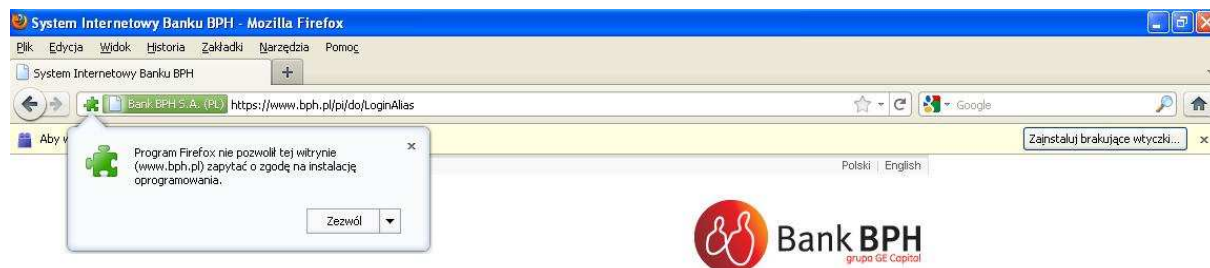 System Internetowy Banku BPH - Mozilla Firefox
Plik Edycja Widok Historia Zakładki Narzędzia Pomoc
System Internetowy Banku BPH
Bank BPH S.A. (PL) https://www.bph.pl/pi/do/LoginAlias Google
Aby Zainstaluj brakujące wtyczki...
Program Firefox nie pozwolił tej witrynie
(www.bph.pl) zapytać o zgodę na instalację
oprogramowania.
Zezwól
Polski | English
Bank BPH
grupa GE Capital